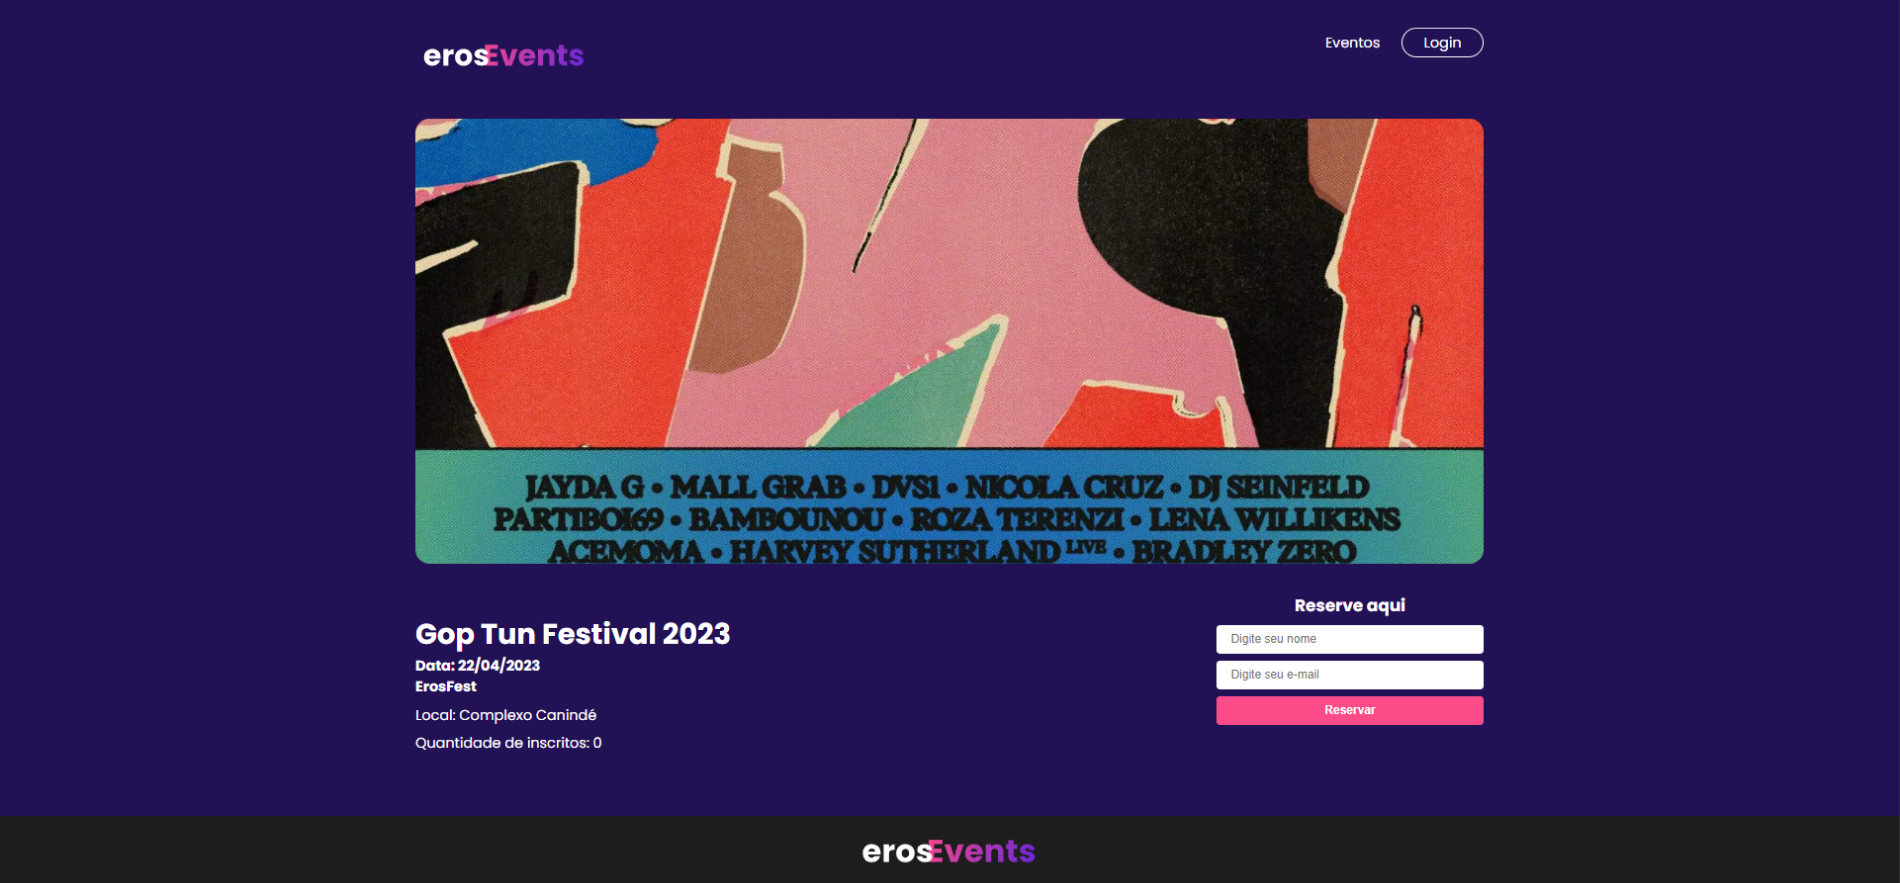 erosEvents
Eventos
Login
JAYDA G • MALL GRAB • DVS1 • NICOLA CRUZ • DJ SEINFELD
PARTIBOI69 • BAMBOUNOU • ROZA TERENZI • LENA WILLIKENS
ACEMOMA • HARVEY SUTHERLAND LIVE • BRADLEY ZERO
Gop Tun Festival 2023
Data: 22/04/2023
ErosFest
Local: Complexo Canindé
Quantidade de inscritos: 0
Reserve aqui
Digite seu nome
Digite seu e-mail
Reservar
erosEvents